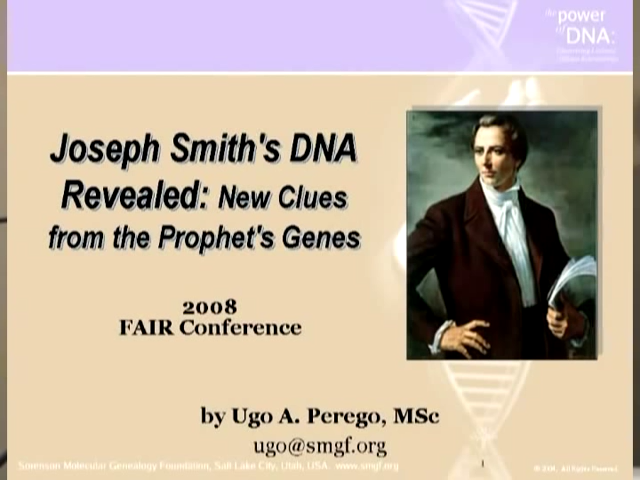 power
of DNA:
Joseph Smith's DNA
Revealed: New Clues
from the Prophet's Genes
2008
FAIR Conference
by Ugo A. Perego, MSc
ugo@smgf.org
Sorenson Molecular Genealogy Foundation, Salt Lake City, Utah, USA www.smgf.org
1
All Rights Reserved